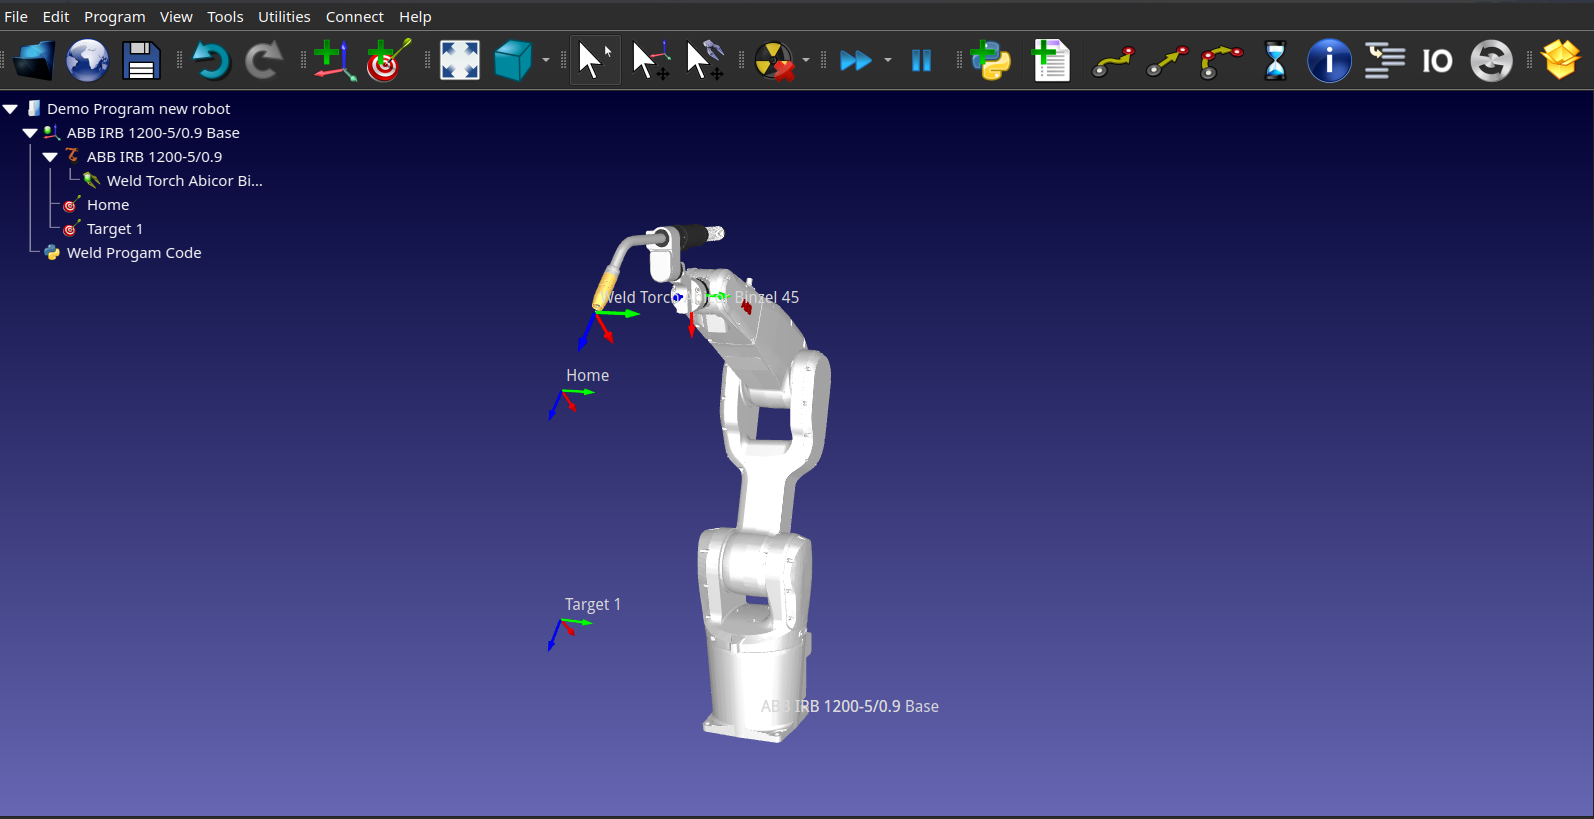 File Edit Program View Tools Utilities Connect Help
IO
Demo Program new robot
ABB IRB 1200-5/0.9 Base
ABB IRB 1200-5/0.9
Weld Torch Abicor Bi...
Home
Target 1
Weld Progam Code
Weld Torch Abicor Binzel 45
Home
Target 1
ABB IRB 1200-5/0.9 Base